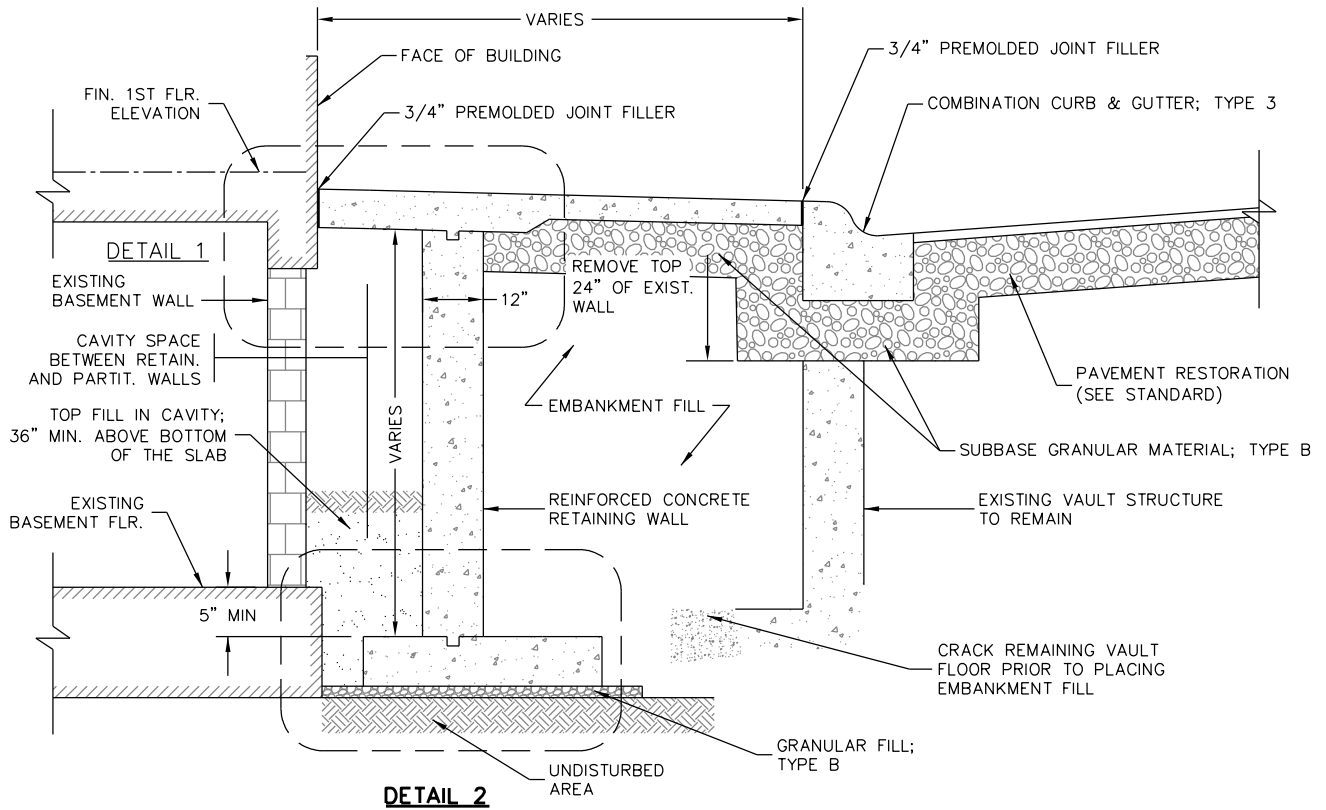 VARIES
FACE OF BUILDING
3/4” PREMOLDED JOINT FILLER
FIN. 1ST FLR.
ELEVATION
3/4” PREMOLDED JOINT FILLER
COMBINATION CURB & GUTTER; TYPE 3
DETAIL 1
EXISTING
BASEMENT WALL
REMOVE TOP
24” OF EXIST.
WALL
12”
CAVITY SPACE
BETWEEN RETAIN.
AND PARTIT. WALLS
PAVEMENT RESTORATION
(SEE STANDARD)
TOP FILL IN CAVITY;
36” MIN. ABOVE BOTTOM
OF THE SLAB
VARIES
EMBANKMENT FILL
SUBBASE GRANULAR MATERIAL; TYPE B
EXISTING
BASEMENT FLR.
REINFORCED CONCRETE
RETAINING WALL
EXISTING VAULT STRUCTURE
TO REMAIN
5” MIN
CRACK REMAINING VAULT
FLOOR PRIOR TO PLACING
EMBANKMENT FILL
GRANULAR FILL;
TYPE B
UNDISTURBED
AREA
DETAIL 2